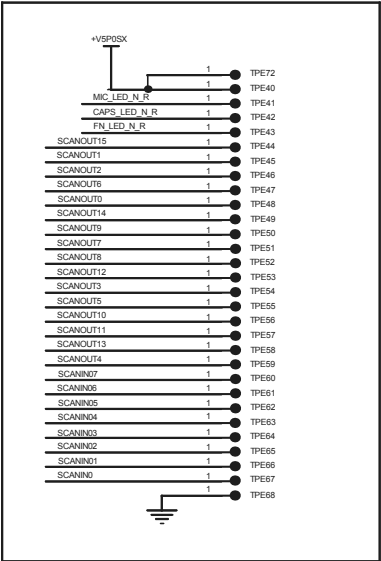 +V5P0SX
1 TPE72
1 TPE40
MIC_LED_N_R 1 TPE41
CAPS_LED_N_R 1 TPE42
FN_LED_N_R 1 TPE43
SCANOUT15 1 TPE44
SCANOUT1 1 TPE45
SCANOUT2 1 TPE46
SCANOUT6 1 TPE47
SCANOUT0 1 TPE48
SCANOUT14 1 TPE49
SCANOUT9 1 TPE50
SCANOUT7 1 TPE51
SCANOUT8 1 TPE52
SCANOUT12 1 TPE53
SCANOUT3 1 TPE54
SCANOUT5 1 TPE55
SCANOUT10 1 TPE56
SCANOUT11 1 TPE57
SCANOUT13 1 TPE58
SCANOUT4 1 TPE59
SCANIN07 1 TPE60
SCANIN06 1 TPE61
SCANIN05 1 TPE62
SCANIN04 1 TPE63
SCANIN03 1 TPE64
SCANIN02 1 TPE65
SCANIN01 1 TPE66
SCANIN0 1 TPE67
1 TPE68